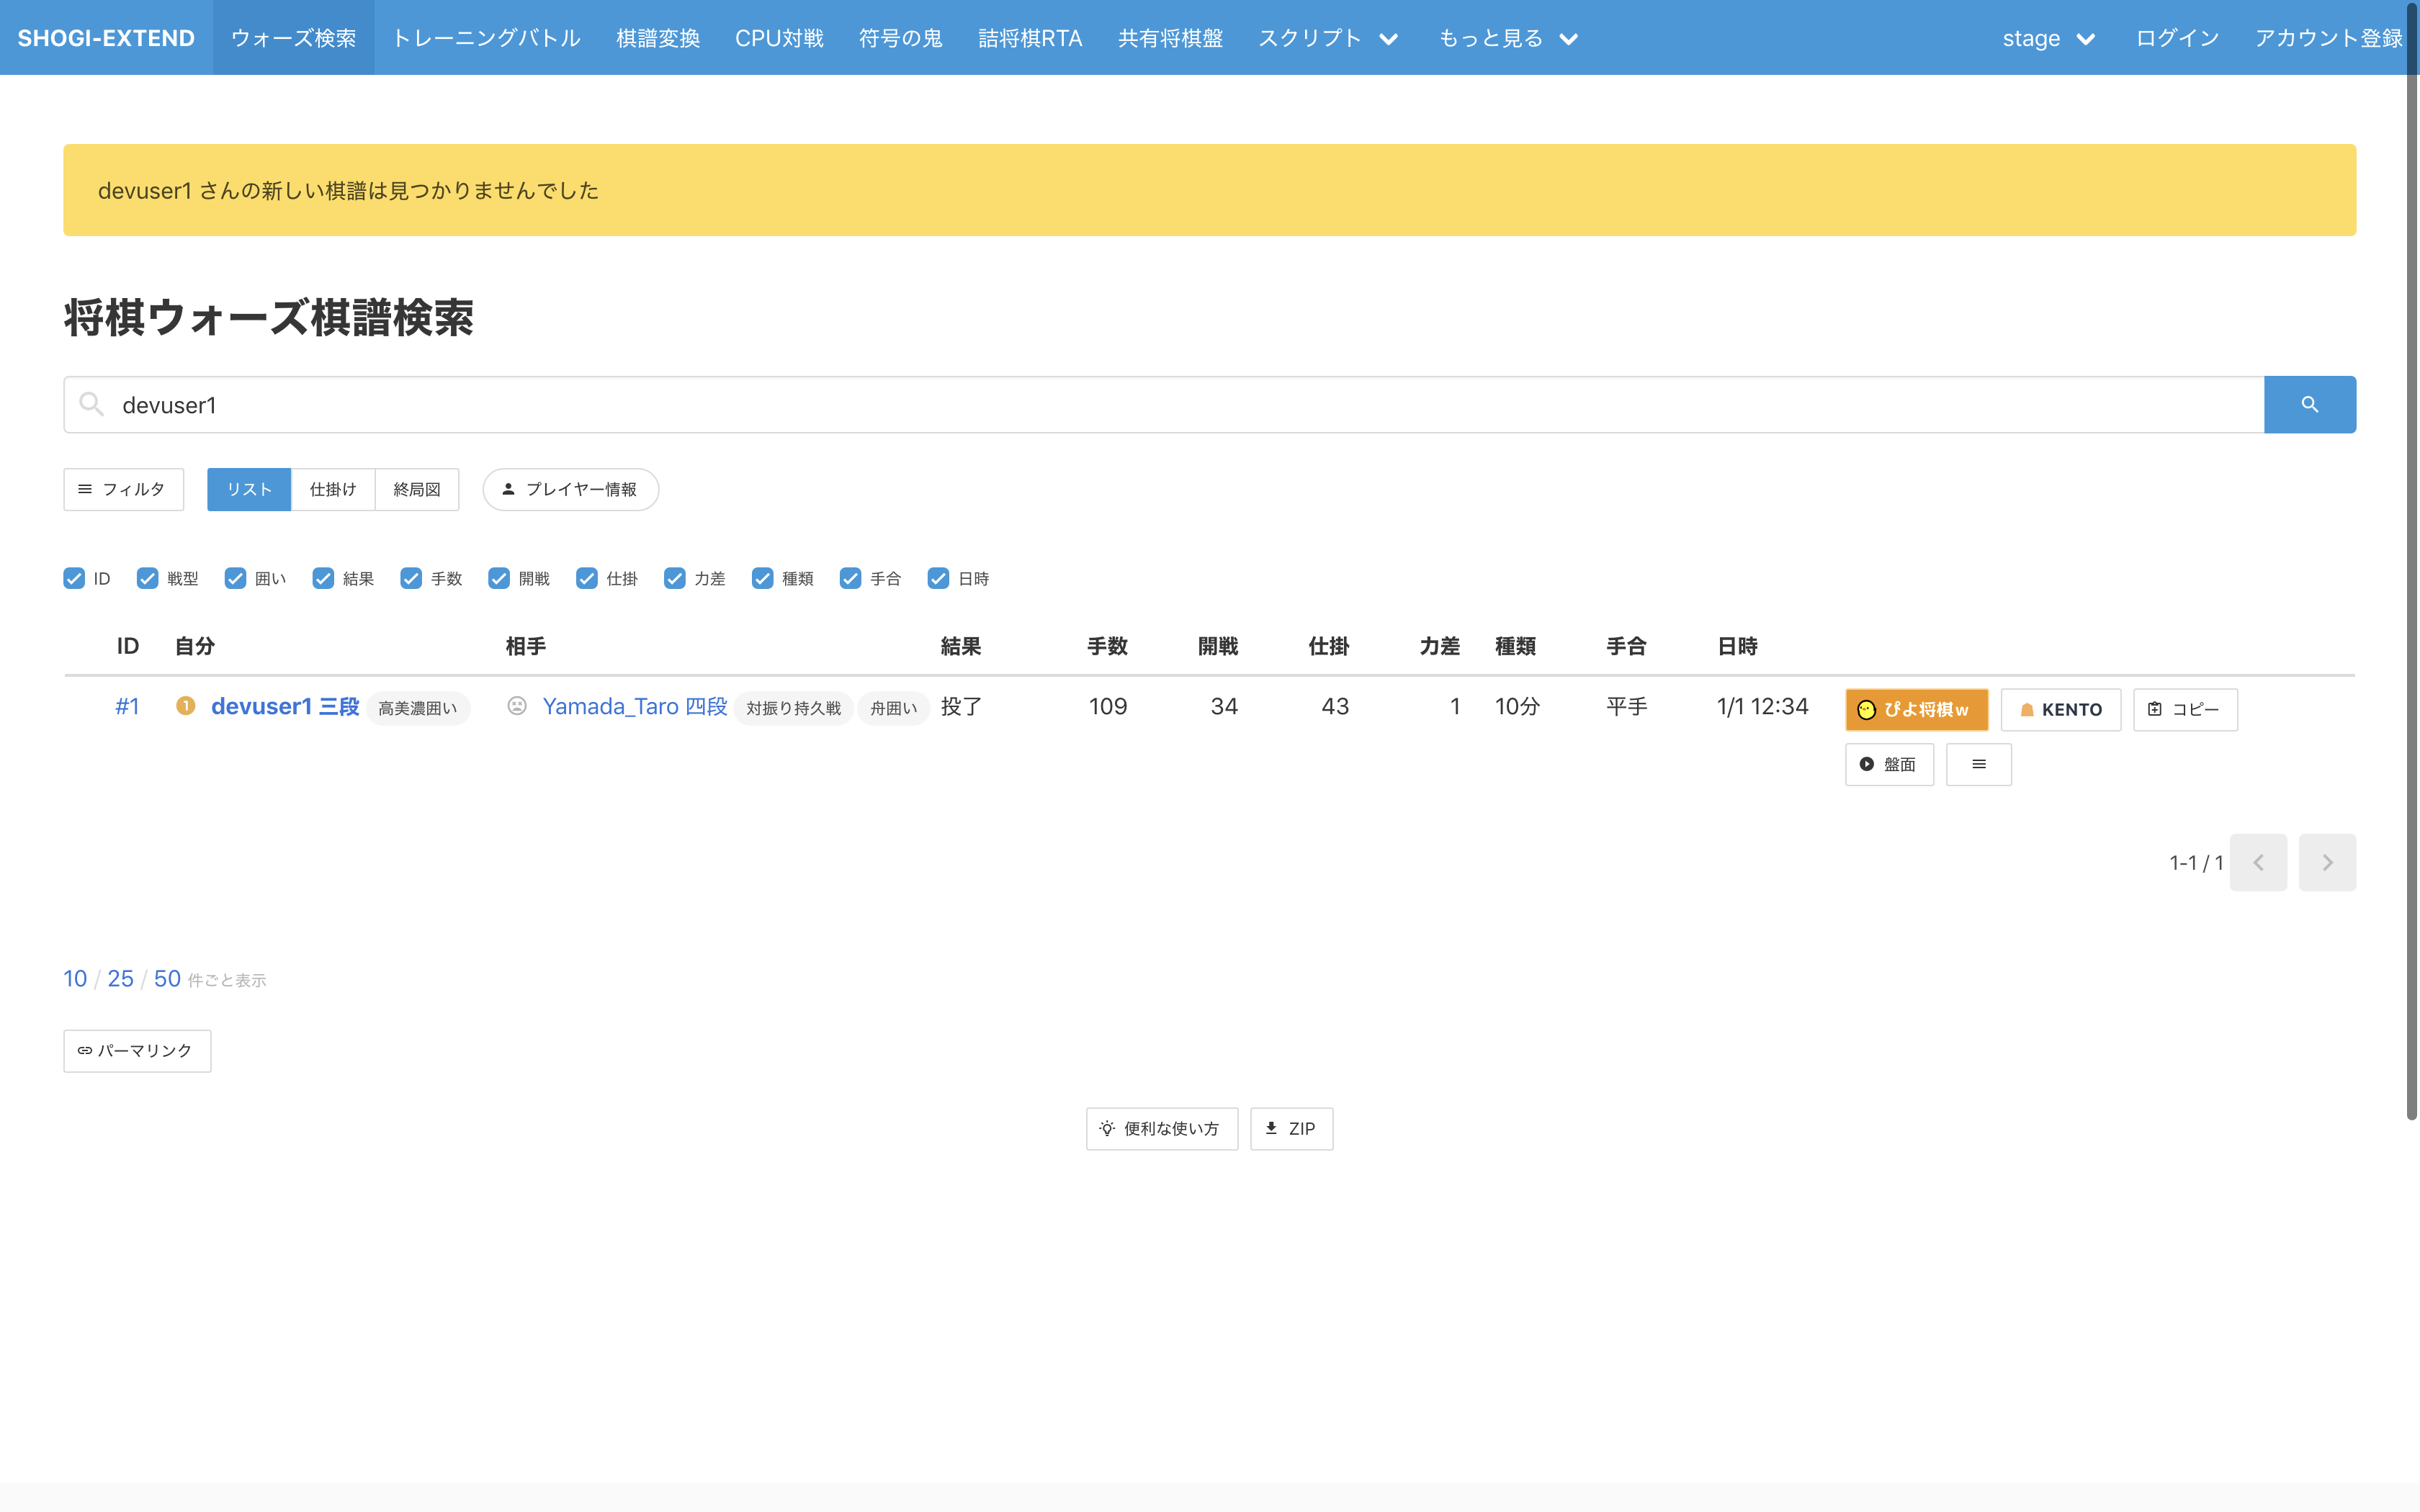 SHOGI-EXTEND ウォーズ検索 トレーニングバトル 棋譜変換 CPU対戦 符号の鬼 詰将棋RTA 共有将棋盤 スクリプト もっと見る stage ログイン アカウント登録
devuser1 さんの新しい棋譜は見つかりませんでした
将棋ウォーズ棋譜検索
devuser1
フィルタ リスト 仕掛け 終局図 プレイヤー情報
ID 戦型 囲い 結果 手数 開戦 仕掛 力差 種類 手合 日時
ID 自分 相手 結果 手数 開戦 仕掛 力差 種類 手合 日時
#1 1 devuser1 三段 高美濃囲い Yamada_Taro 四段 対振り持久戦 舟囲い 投了 109 34 43 1 10分 平手 1/1 12:34 ぴよ将棋w KENTO コピー
盤面
1-1 / 1
10 / 25 / 50 件ごと表示
パーマリンク
便利な使い方 ZIP